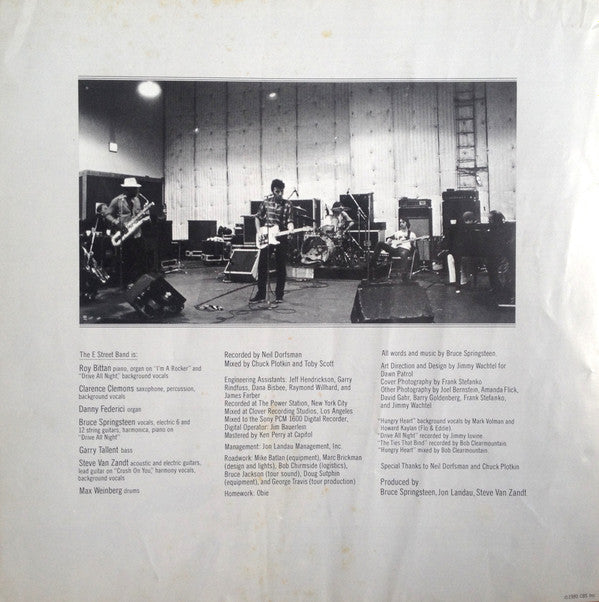 The E Street Band is:
Roy Bittan piano, organ on "I'm A Rocker" and
"Drive All Night," background vocals
Clarence Clemons saxophone, percussion,
background vocals
Danny Federici organ
Bruce Springsteen vocals, electric 6 and
12 string guitars, harmonica, piano on
"Drive All Night"
Garry Tallent bass
Steve Van Zandt acoustic and electric guitars,
lead guitar on "Crush On You," harmony vocals,
background vocals
Max Weinberg drums
Recorded by Neil Dorfsman
Mixed by Chuck Plotkin and Toby Scott
Engineering Assistants: Jeff Hendrickson, Garry
Rindfuss, Dana Bisbee, Raymond Willhard, and
James Farber
Recorded at The Power Station, New York City
Mixed at Clover Recording Studios, Los Angeles
Mixed to the Sony PCM 1600 Digital Recorder,
Digital Operator: Jim Bauerlein
Mastered by Ken Perry at Capitol
Management: Jon Landau Management, Inc.
Roadwork: Mike Batlan (equipment), Marc Brickman
(design and lights), Bob Chirmside (logistics),
Bruce Jackson (tour sound), Doug Sutphin
(equipment), and George Travis (tour production)
Homework: Obie
All words and music by Bruce Springsteen.
Art Direction and Design by Jimmy Wachtel for
Dawn Patrol
Cover Photography by Frank Stefanko
Other Photography by Joel Bernstein, Amanda Flick,
David Gahr, Barry Goldenberg, Frank Stefanko,
and Jimmy Wachtel
"Hungry Heart" background vocals by Mark Volman and
Howard Kaylan (Flo & Eddie).
"Drive All Night" recorded by Jimmy Iovine.
"The Ties That Bind" recorded by Bob Clearmountain.
"Hungry Heart" mixed by Bob Clearmountain.
Special Thanks to Neil Dorfsman and Chuck Plotkin
Produced by
Bruce Springsteen, Jon Landau, Steve Van Zandt
©1980 CBS Inc.